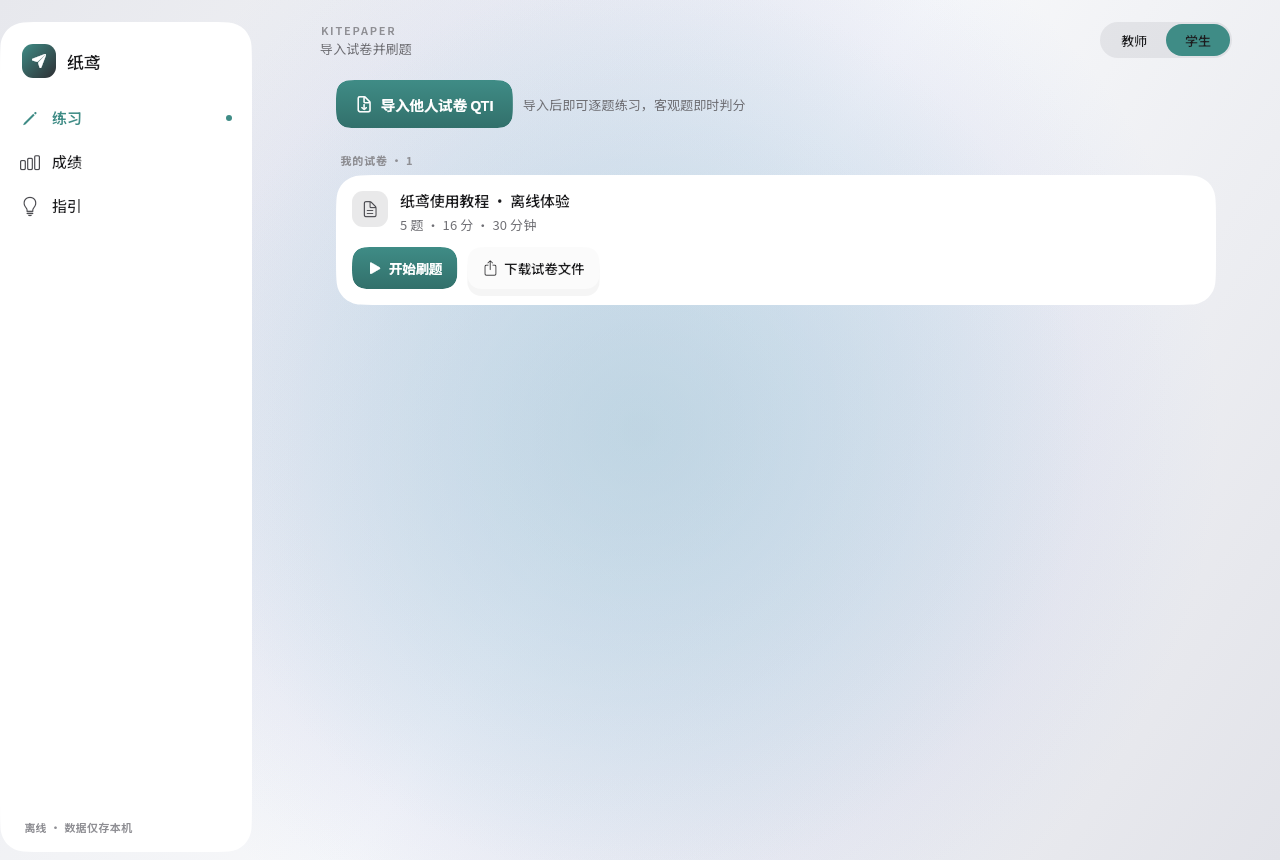 纸鸢
练习
成绩
指引
离线 · 数据仅存本机
KITEPAPER
导入试卷并刷题
教师
学生
导入他人试卷 QTI
导入后即可逐题练习，客观题即时判分
我的试卷 · 1
纸鸢使用教程 · 离线体验
5 题 · 16 分 · 30 分钟
开始刷题
下载试卷文件